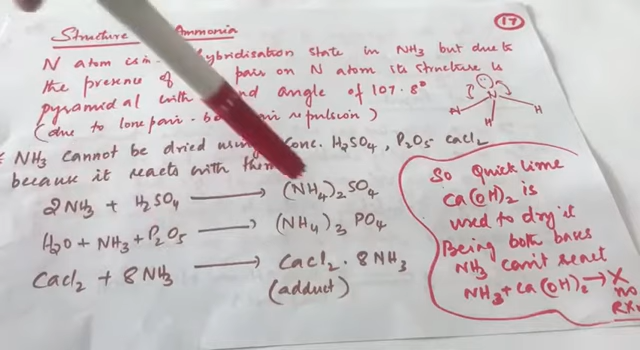 17
Structure Ammonia
N atom is in hybridisation state in NH3 but due to
the presence of pair on N atom its structure is
pyramidal with angle of 107.8°
(due to lone pair - repulsion)
N
H
H
NH3 cannot be dried using conc. H2SO4, P2O5 CaCl2
because it reacts with them
2NH3 + H2SO4 → (NH4)2SO4
H2O + NH3 + P2O5 → (NH4)3 PO4
CaCl2 + 8NH3 → CaCl2 . 8NH3
(adduct)
So Quick lime
Ca(OH)2 is
used to dry it
Being both bases
NH3 can't react
NH3 + Ca(OH)2 → X
no
RXn